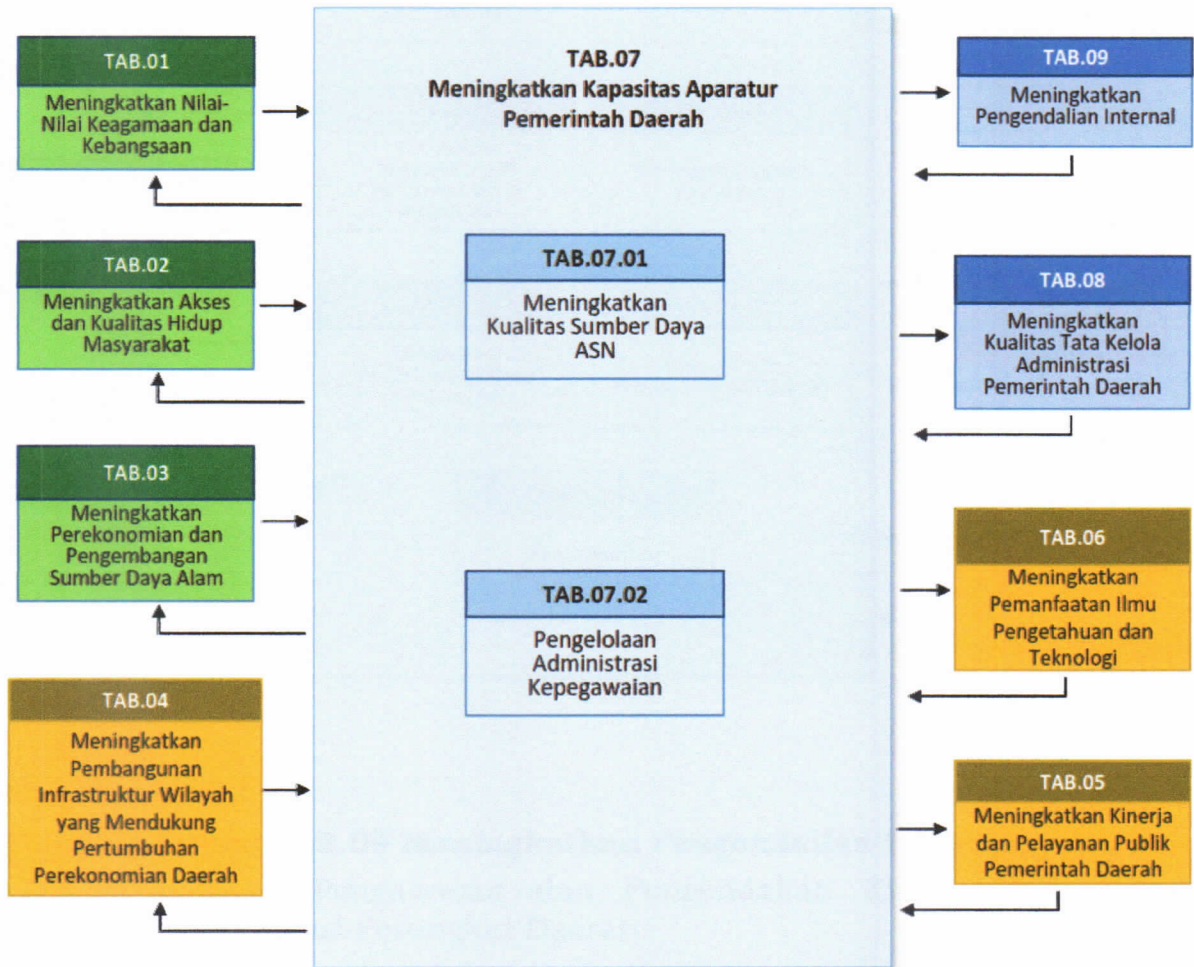 TAB.01
Meningkatkan Nilai-
Nilai Keagamaan dan
Kebangsaan
TAB.02
Meningkatkan Akses
dan Kualitas Hidup
Masyarakat
TAB.03
Meningkatkan
Perekonomian dan
Pengembangan
Sumber Daya Alam
TAB.04
Meningkatkan
Pembangunan
Infrastruktur Wilayah
yang Mendukung
Pertumbuhan
Perekonomian Daerah
TAB.07
Meningkatkan Kapasitas Aparatur
Pemerintah Daerah
TAB.07.01
Meningkatkan
Kualitas Sumber Daya
ASN
TAB.07.02
Pengelolaan
Administrasi
Kepegawaian
TAB.09
Meningkatkan
Pengendalian Internal
TAB.08
Meningkatkan
Kualitas Tata Kelola
Administrasi
Pemerintah Daerah
TAB.06
Meningkatkan
Pemanfaatan Ilmu
Pengetahuan dan
Teknologi
TAB.05
Meningkatkan Kinerja
dan Pelayanan Publik
Pemerintah Daerah